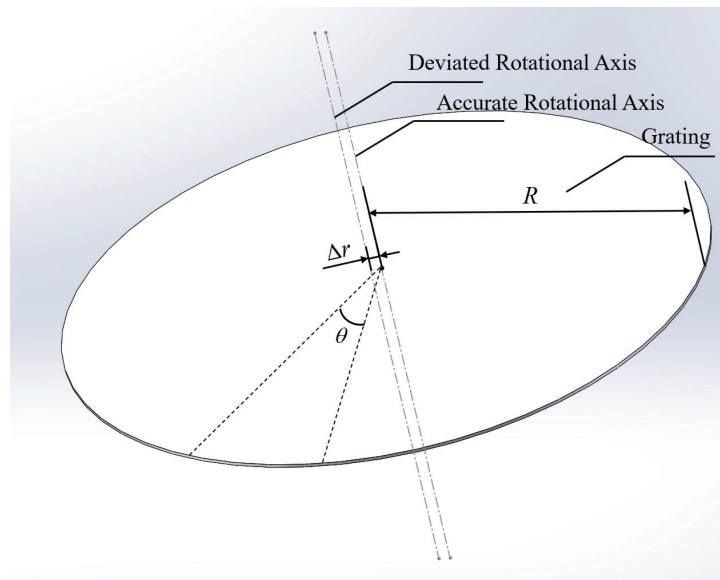 Deviated Rotational Axis
Accurate Rotational Axis
Grating
R
Δr
θ